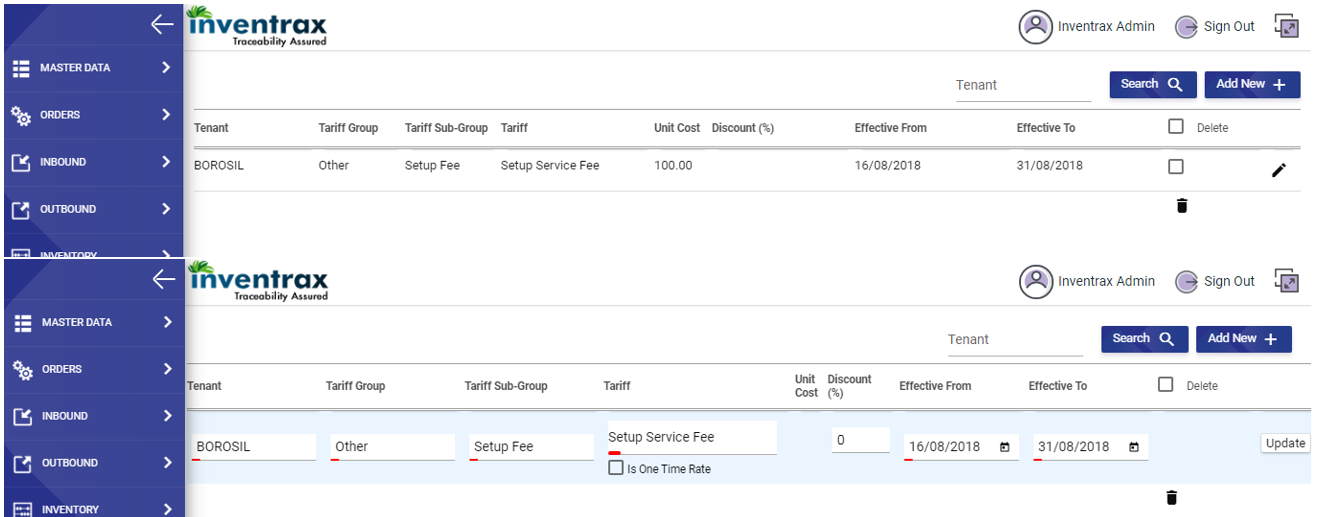 inventrax
Traceability Assured
Inventrax Admin
Sign Out
MASTER DATA
ORDERS
INBOUND
OUTBOUND
INVENTORY
Tenant
Search
Add New +
Tenant Tariff Group Tariff Sub-Group Tariff Unit Cost Discount (%) Effective From Effective To Delete
BOROSIL Other Setup Fee Setup Service Fee 100.00 16/08/2018 31/08/2018
inventrax
Traceability Assured
Inventrax Admin
Sign Out
MASTER DATA
ORDERS
INBOUND
OUTBOUND
INVENTORY
Tenant
Search
Add New +
Tenant Tariff Group Tariff Sub-Group Tariff Unit Cost Discount (%) Effective From Effective To Delete
BOROSIL Other Setup Fee Setup Service Fee 0 16/08/2018 31/08/2018 Update
Is One Time Rate